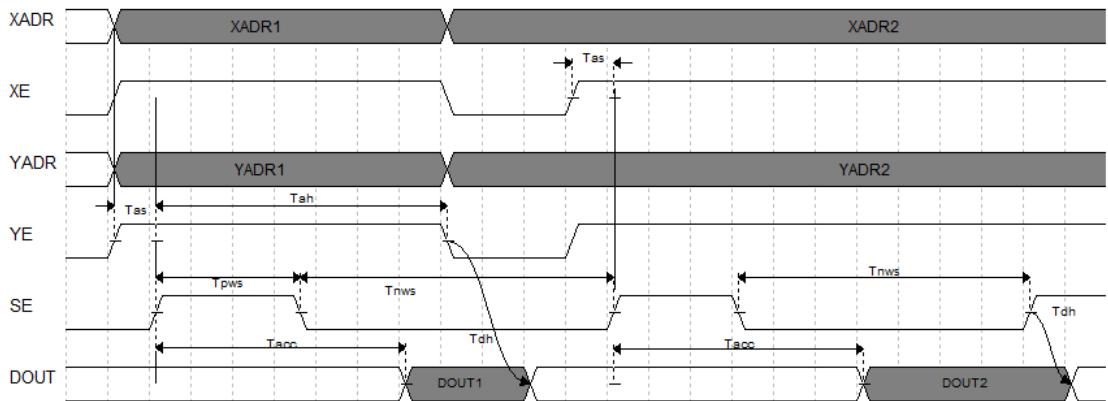 XADR XADR1 XADR2
Tas
XE
YADR YADR1 YADR2
Tas Tah
YE
Tpws Tnws Tnws
SE
Tacc Tdh Tacc Tdh
DOUT DOUT1 DOUT2